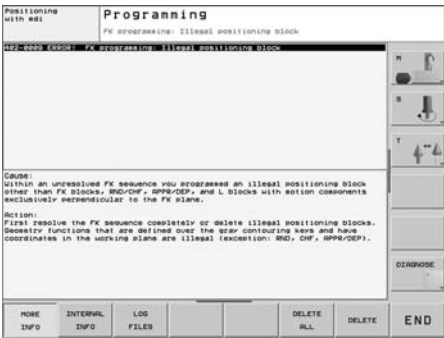 Positioning
with mdi
Programming
FK programming: Illegal positioning block
402-0009 ERROR! FK programming: Illegal positioning block
M
S
T
Cause:
Within an unresolved FK sequence you programmed an illegal positioning block
other than FK blocks, RND/CHF, APPR/DEP, and L blocks with motion components
exclusively perpendicular to the FK plane.
Action:
First resolve the FK sequence completely or delete illegal positioning blocks.
Geometry functions that are defined over the gray contouring keys and have
coordinates in the working plane are illegal (exception: RND, CHF, APPR/DEP).
DIAGNOSE
MORE
INFO
INTERNAL
INFO
LOG
FILES
DELETE
ALL
DELETE
END